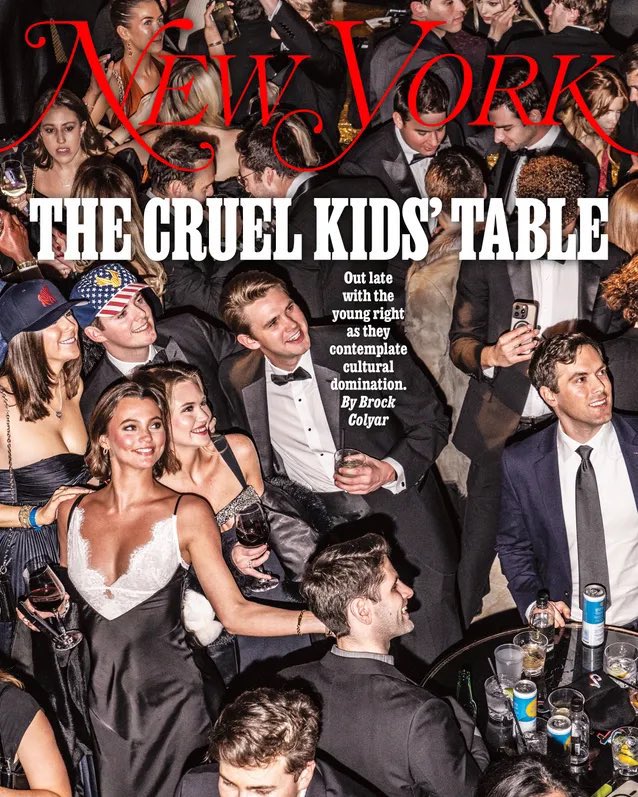 NEW YORK
THE CRUEL KIDS' TABLE
Out late
with the
young right
as they
contemplate
cultural
domination.
By Brock
Colyar